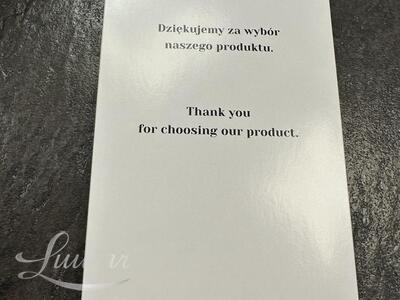 Dziękujemy za wybór
naszego produktu.
Thank you
for choosing our product.